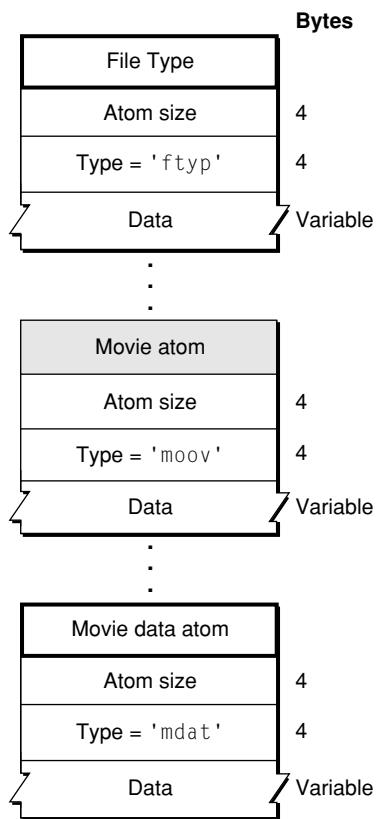 Bytes
File Type
Atom size 4
Type = 'ftyp' 4
Data Variable
Movie atom
Atom size 4
Type = 'moov' 4
Data Variable
Movie data atom
Atom size 4
Type = 'mdat' 4
Data Variable